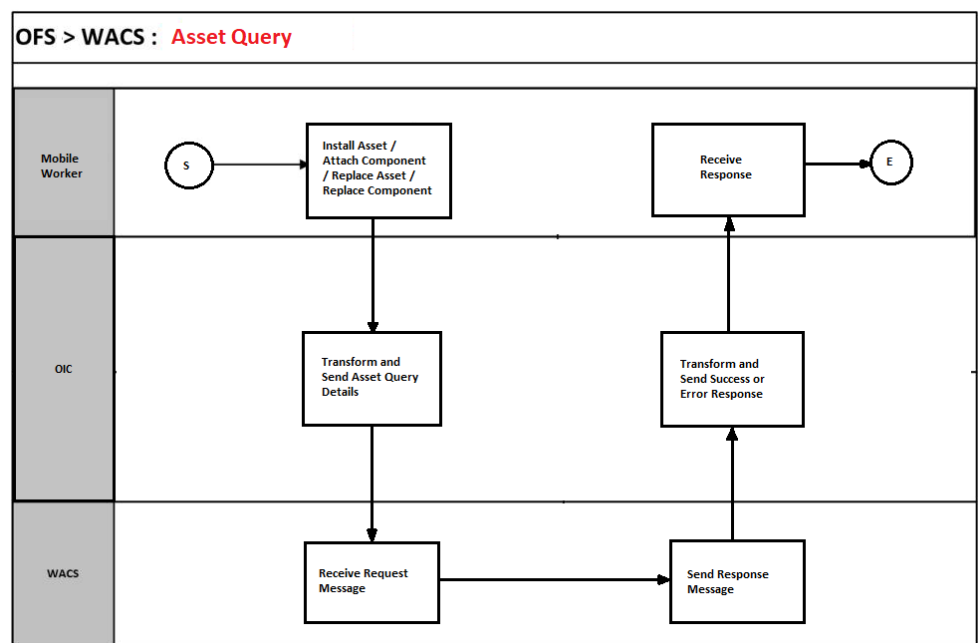 OFS > WACS : Asset Query
Mobile
Worker
S
Install Asset /
Attach Component
/ Replace Asset /
Replace Component
Receive
Response
E
OIC
Transform and
Send Asset Query
Details
Transform and
Send Success or
Error Response
WACS
Receive Request
Message
Send Response
Message